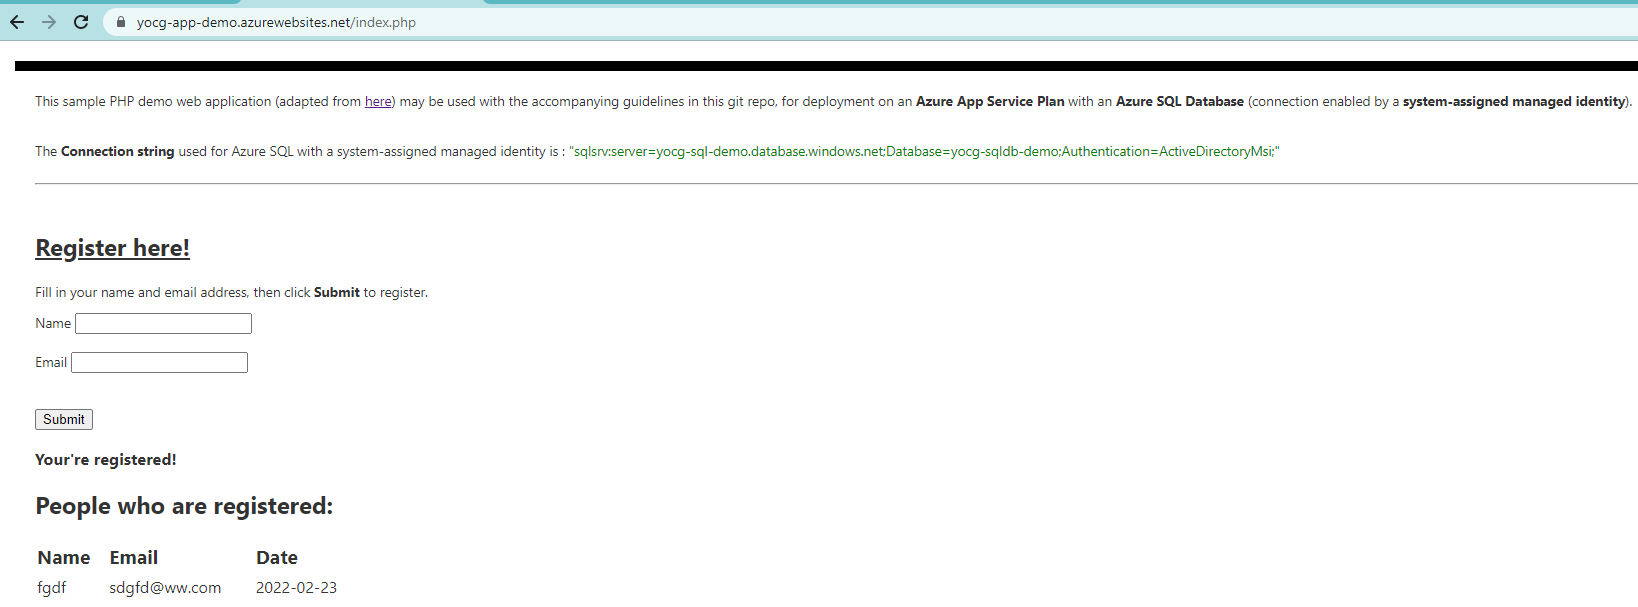 yocg-app-demo.azurewebsites.net/index.php
This sample PHP demo web application (adapted from here) may be used with the accompanying guidelines in this git repo, for deployment on an Azure App Service Plan with an Azure SQL Database (connection enabled by a system-assigned managed identity).
The Connection string used for Azure SQL with a system-assigned managed identity is : "sqlsrv:server=yocg-sql-demo.database.windows.net;Database=yocg-sqldb-demo;Authentication=ActiveDirectoryMsi;"
Register here!
Fill in your name and email address, then click Submit to register.
Name
Email
Submit
Your're registered!
People who are registered:
Name Email Date
fgdf sdgfd@ww.com 2022-02-23